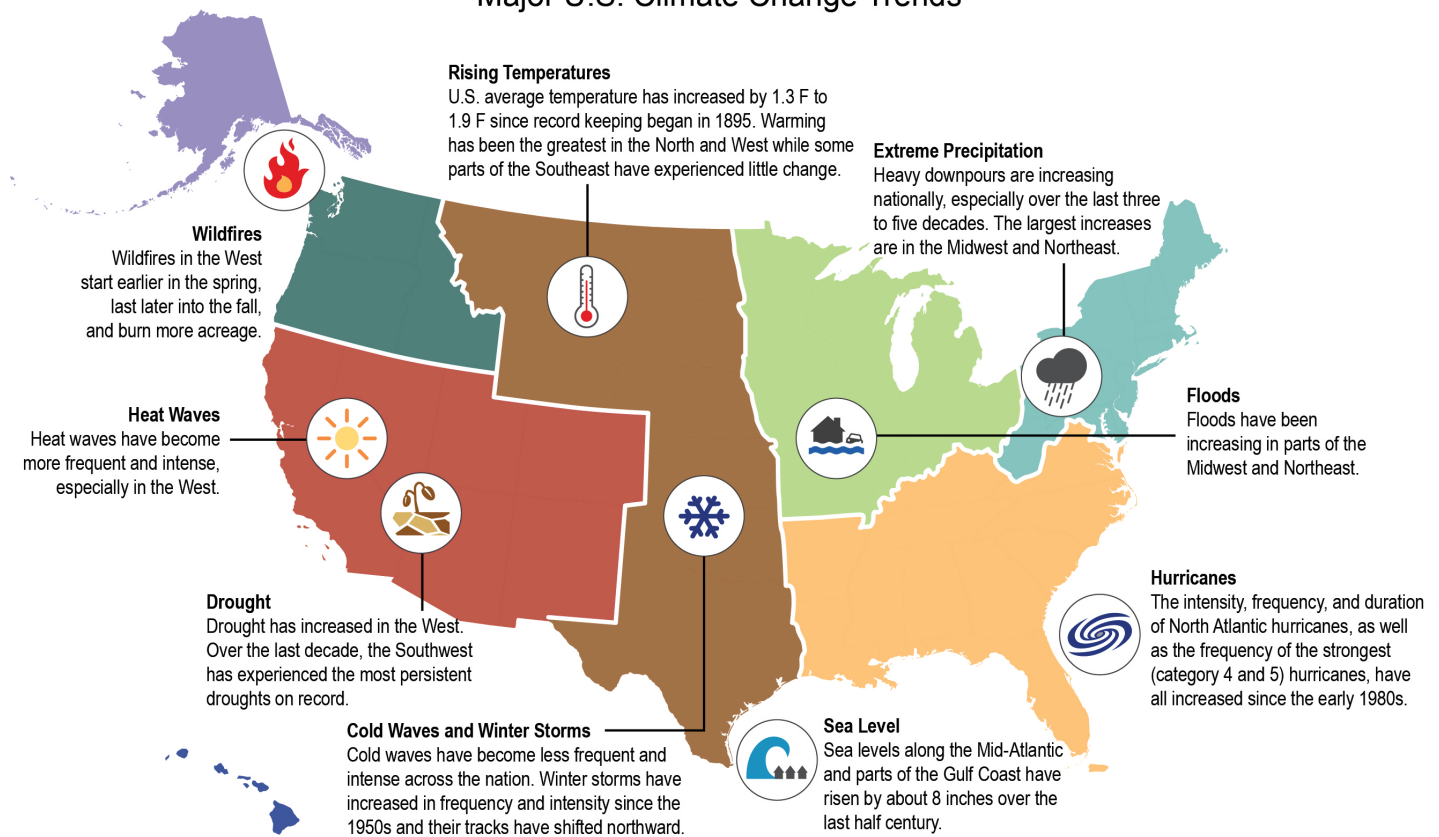 Major U.S. Climate Change Trends
Rising Temperatures
U.S. average temperature has increased by 1.3 F to
1.9 F since record keeping began in 1895. Warming
has been the greatest in the North and West while some
parts of the Southeast have experienced little change.
Extreme Precipitation
Heavy downpours are increasing
nationally, especially over the last three
to five decades. The largest increases
are in the Midwest and Northeast.
Wildfires
Wildfires in the West
start earlier in the spring,
last later into the fall,
and burn more acreage.
Heat Waves
Heat waves have become
more frequent and intense,
especially in the West.
Floods
Floods have been
increasing in parts of the
Midwest and Northeast.
Drought
Drought has increased in the West.
Over the last decade, the Southwest
has experienced the most persistent
droughts on record.
Hurricanes
The intensity, frequency, and duration
of North Atlantic hurricanes, as well
as the frequency of the strongest
(category 4 and 5) hurricanes, have
all increased since the early 1980s.
Cold Waves and Winter Storms
Cold waves have become less frequent and
intense across the nation. Winter storms have
increased in frequency and intensity since the
1950s and their tracks have shifted northward.
Sea Level
Sea levels along the Mid-Atlantic
and parts of the Gulf Coast have
risen by about 8 inches over the
last half century.